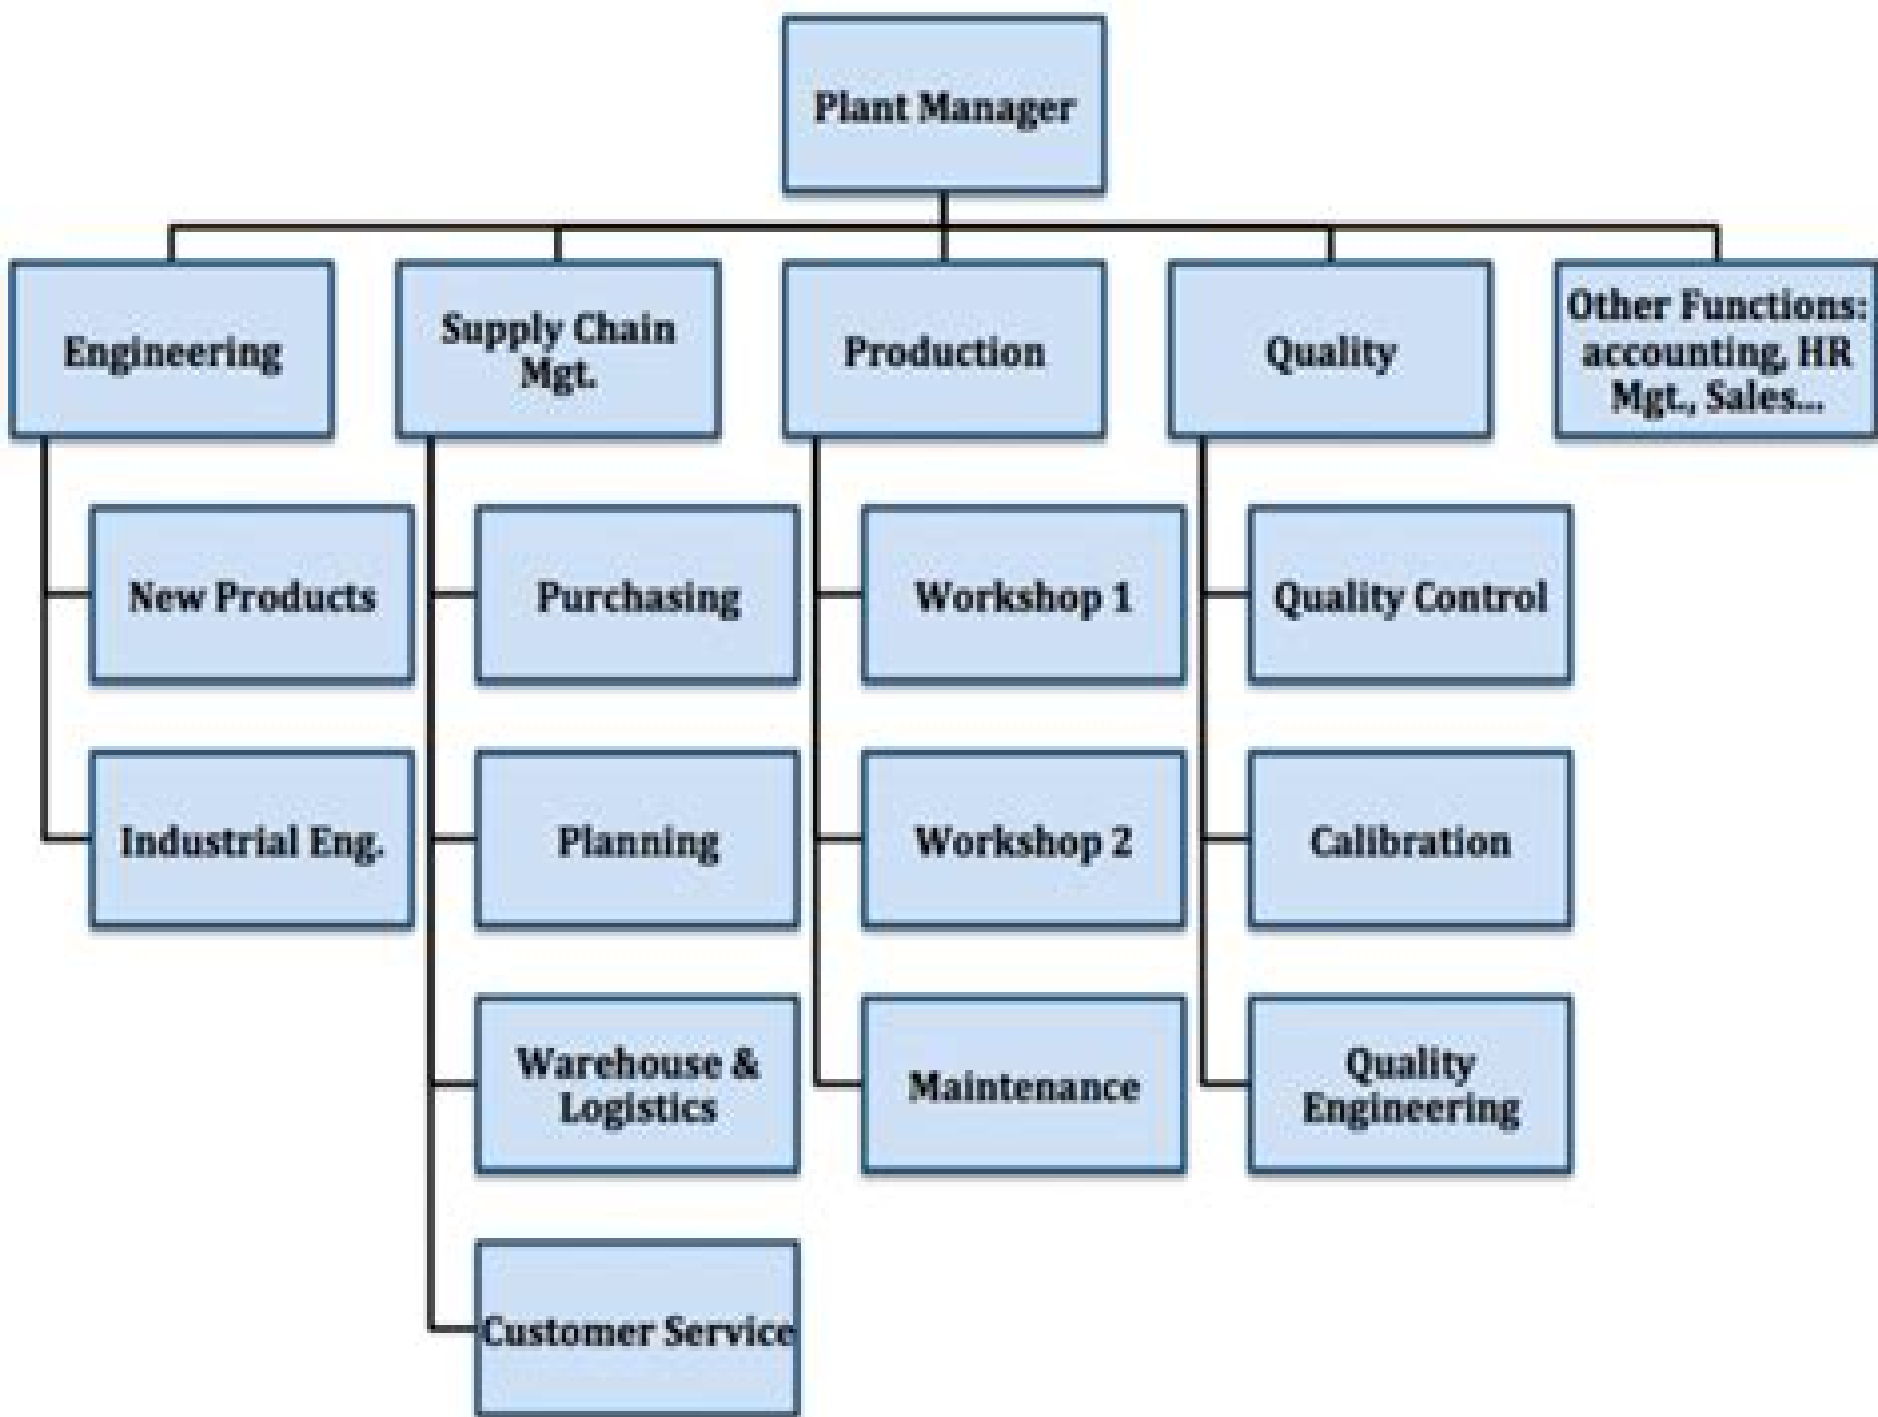 Plant Manager
Engineering
Supply Chain
Mgt.
Production
Quality
Other Functions:
accounting, HR
Mgt., Sales...
New Products
Purchasing
Workshop 1
Quality Control
Industrial Eng.
Planning
Workshop 2
Calibration
Warehouse &
Logistics
Maintenance
Quality
Engineering
Customer Service